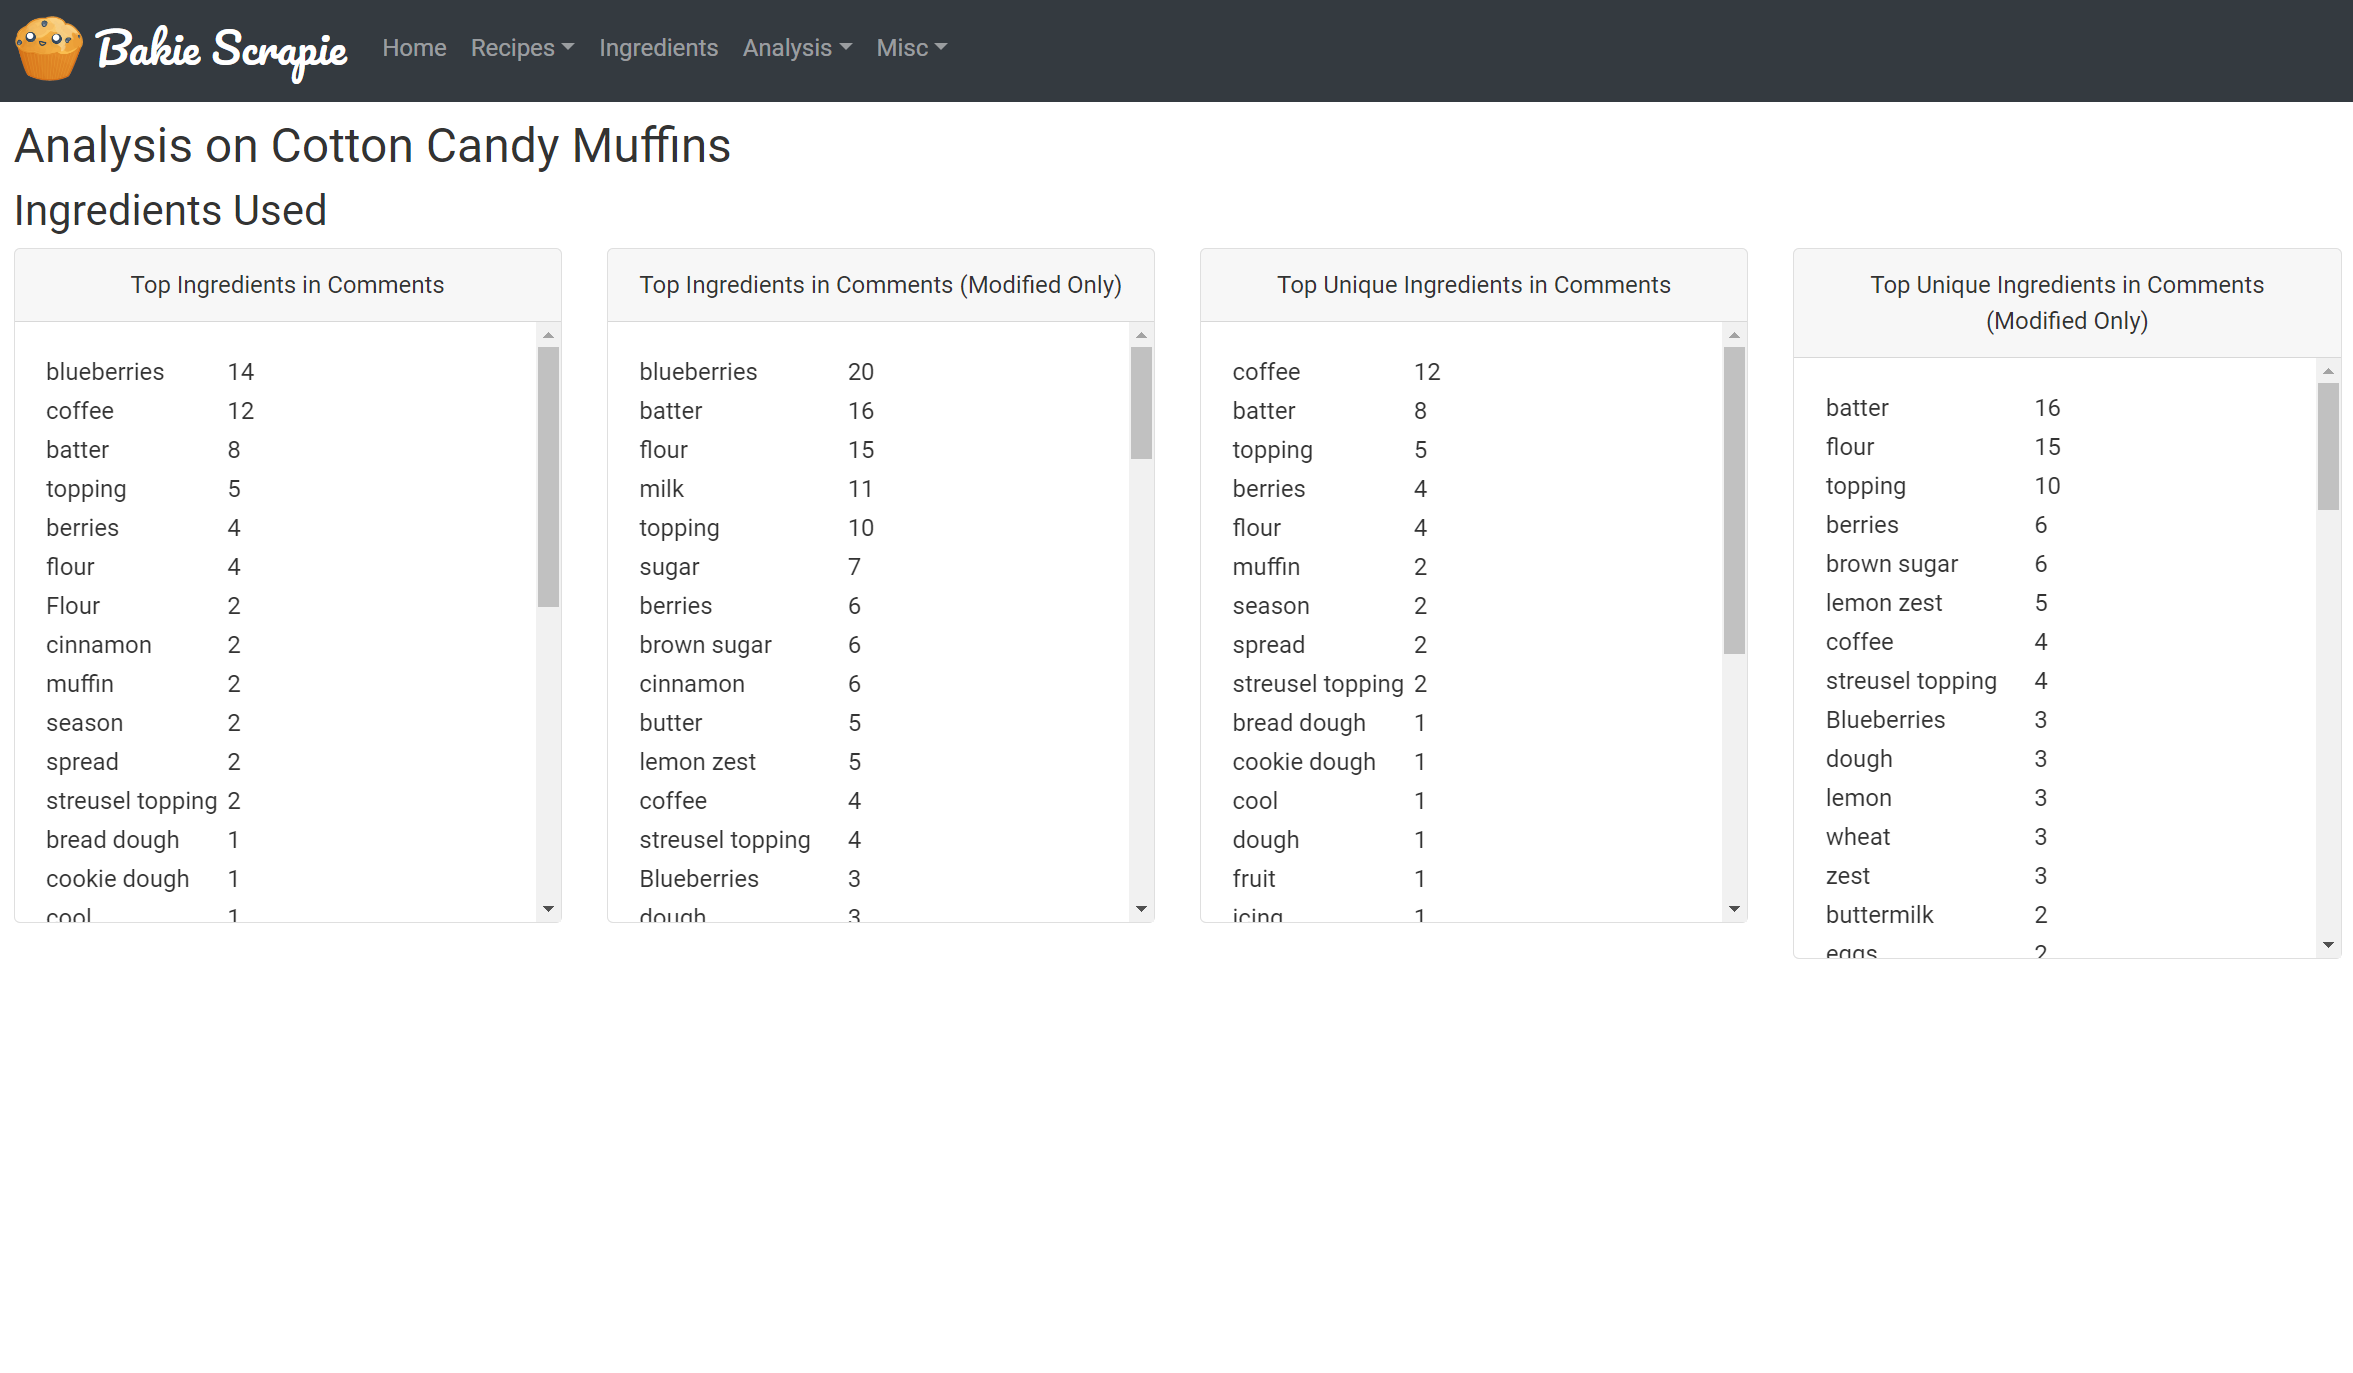 Bakie Scrapie Home Recipes Ingredients Analysis Misc
Analysis on Cotton Candy Muffins
Ingredients Used
Top Ingredients in Comments
blueberries 14
coffee 12
batter 8
topping 5
berries 4
flour 4
Flour 2
cinnamon 2
muffin 2
season 2
spread 2
streusel topping 2
bread dough 1
cookie dough 1
cool 1
Top Ingredients in Comments (Modified Only)
blueberries 20
batter 16
flour 15
milk 11
topping 10
sugar 7
berries 6
brown sugar 6
cinnamon 6
butter 5
lemon zest 5
coffee 4
streusel topping 4
Blueberries 3
dough 3
Top Unique Ingredients in Comments
coffee 12
batter 8
topping 5
berries 4
flour 4
muffin 2
season 2
spread 2
streusel topping 2
bread dough 1
cookie dough 1
cool 1
dough 1
fruit 1
icing 1
Top Unique Ingredients in Comments
(Modified Only)
batter 16
flour 15
topping 10
berries 6
brown sugar 6
lemon zest 5
coffee 4
streusel topping 4
Blueberries 3
dough 3
lemon 3
wheat 3
zest 3
buttermilk 2
eggs 2